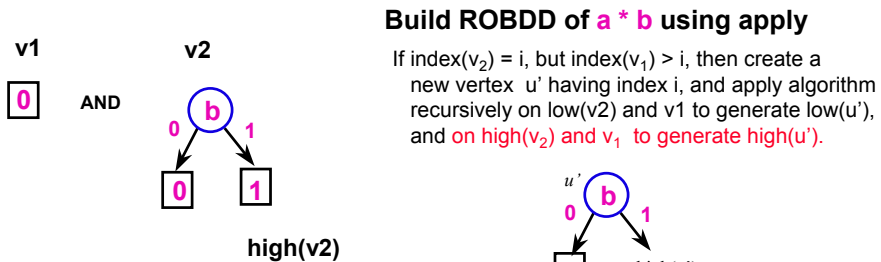 Build ROBDD of a * b using apply
v1
v2
If index(v2) = i, but index(v1) > i, then create a
new vertex u' having index i, and apply algorithm
recursively on low(v2) and v1 to generate low(u'),
and on high(v2) and v1 to generate high(u').
0
AND
b
0
1
0
1
high(v2)
u'
b
0
1